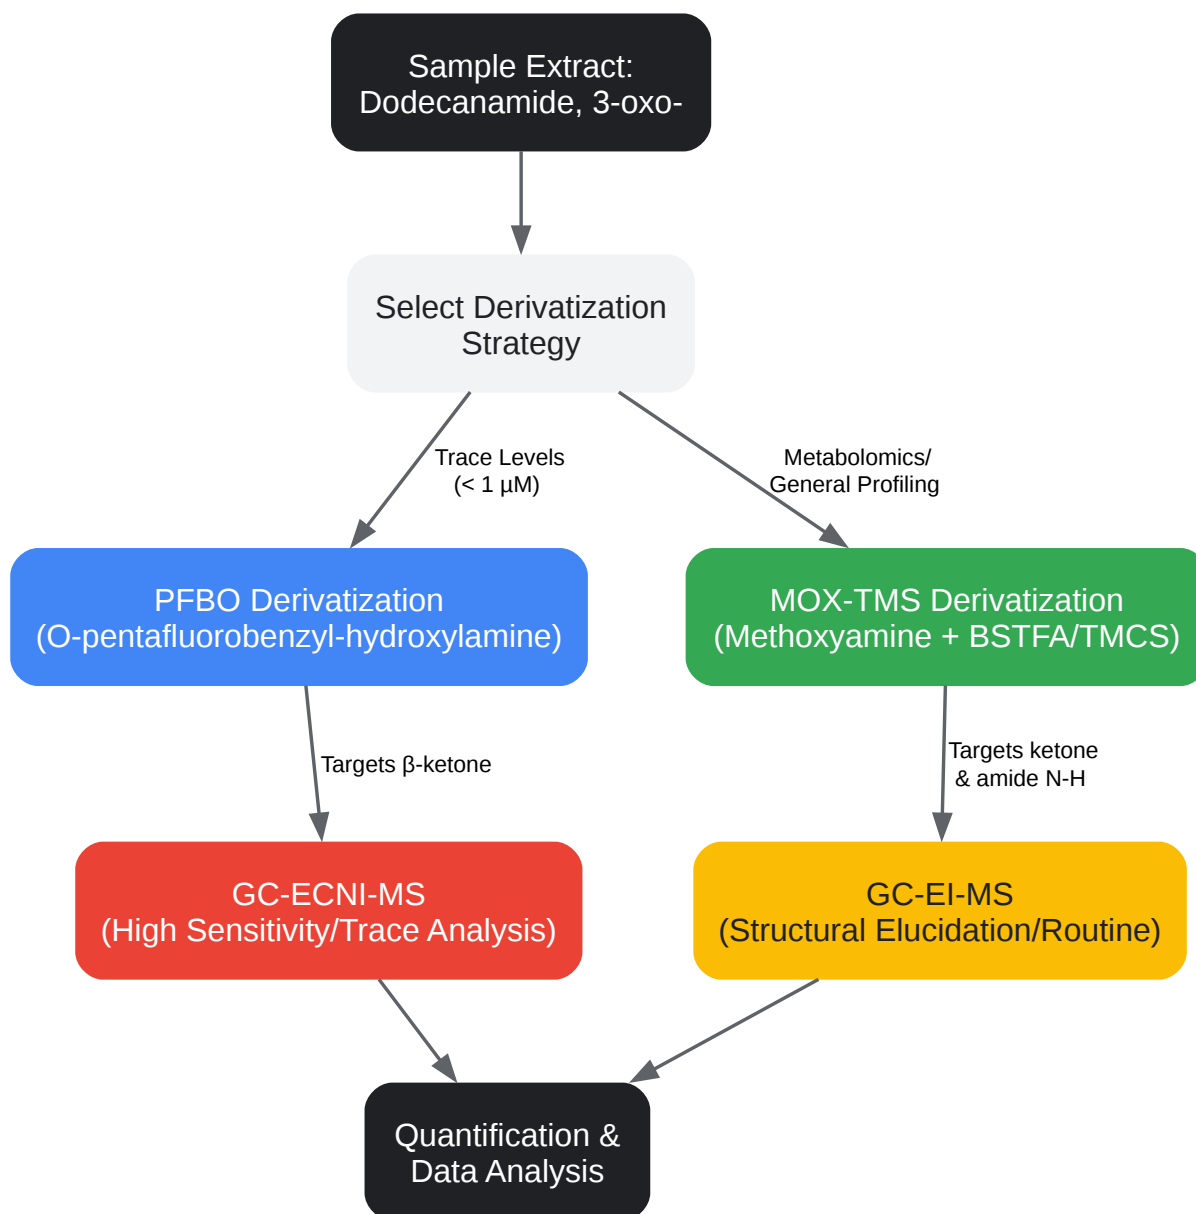 Sample Extract:
Dodecanamide, 3-oxo-
Select Derivatization
Strategy
Trace Levels
(< 1 µM)
Metabolomics/
General Profiling
PFBO Derivatization
(O-pentafluorobenzyl-hydroxylamine)
MOX-TMS Derivatization
(Methoxyamine + BSTFA/TMCS)
Targets β-ketone
Targets ketone
& amide N-H
GC-ECNI-MS
(High Sensitivity/Trace Analysis)
GC-EI-MS
(Structural Elucidation/Routine)
Quantification &
Data Analysis